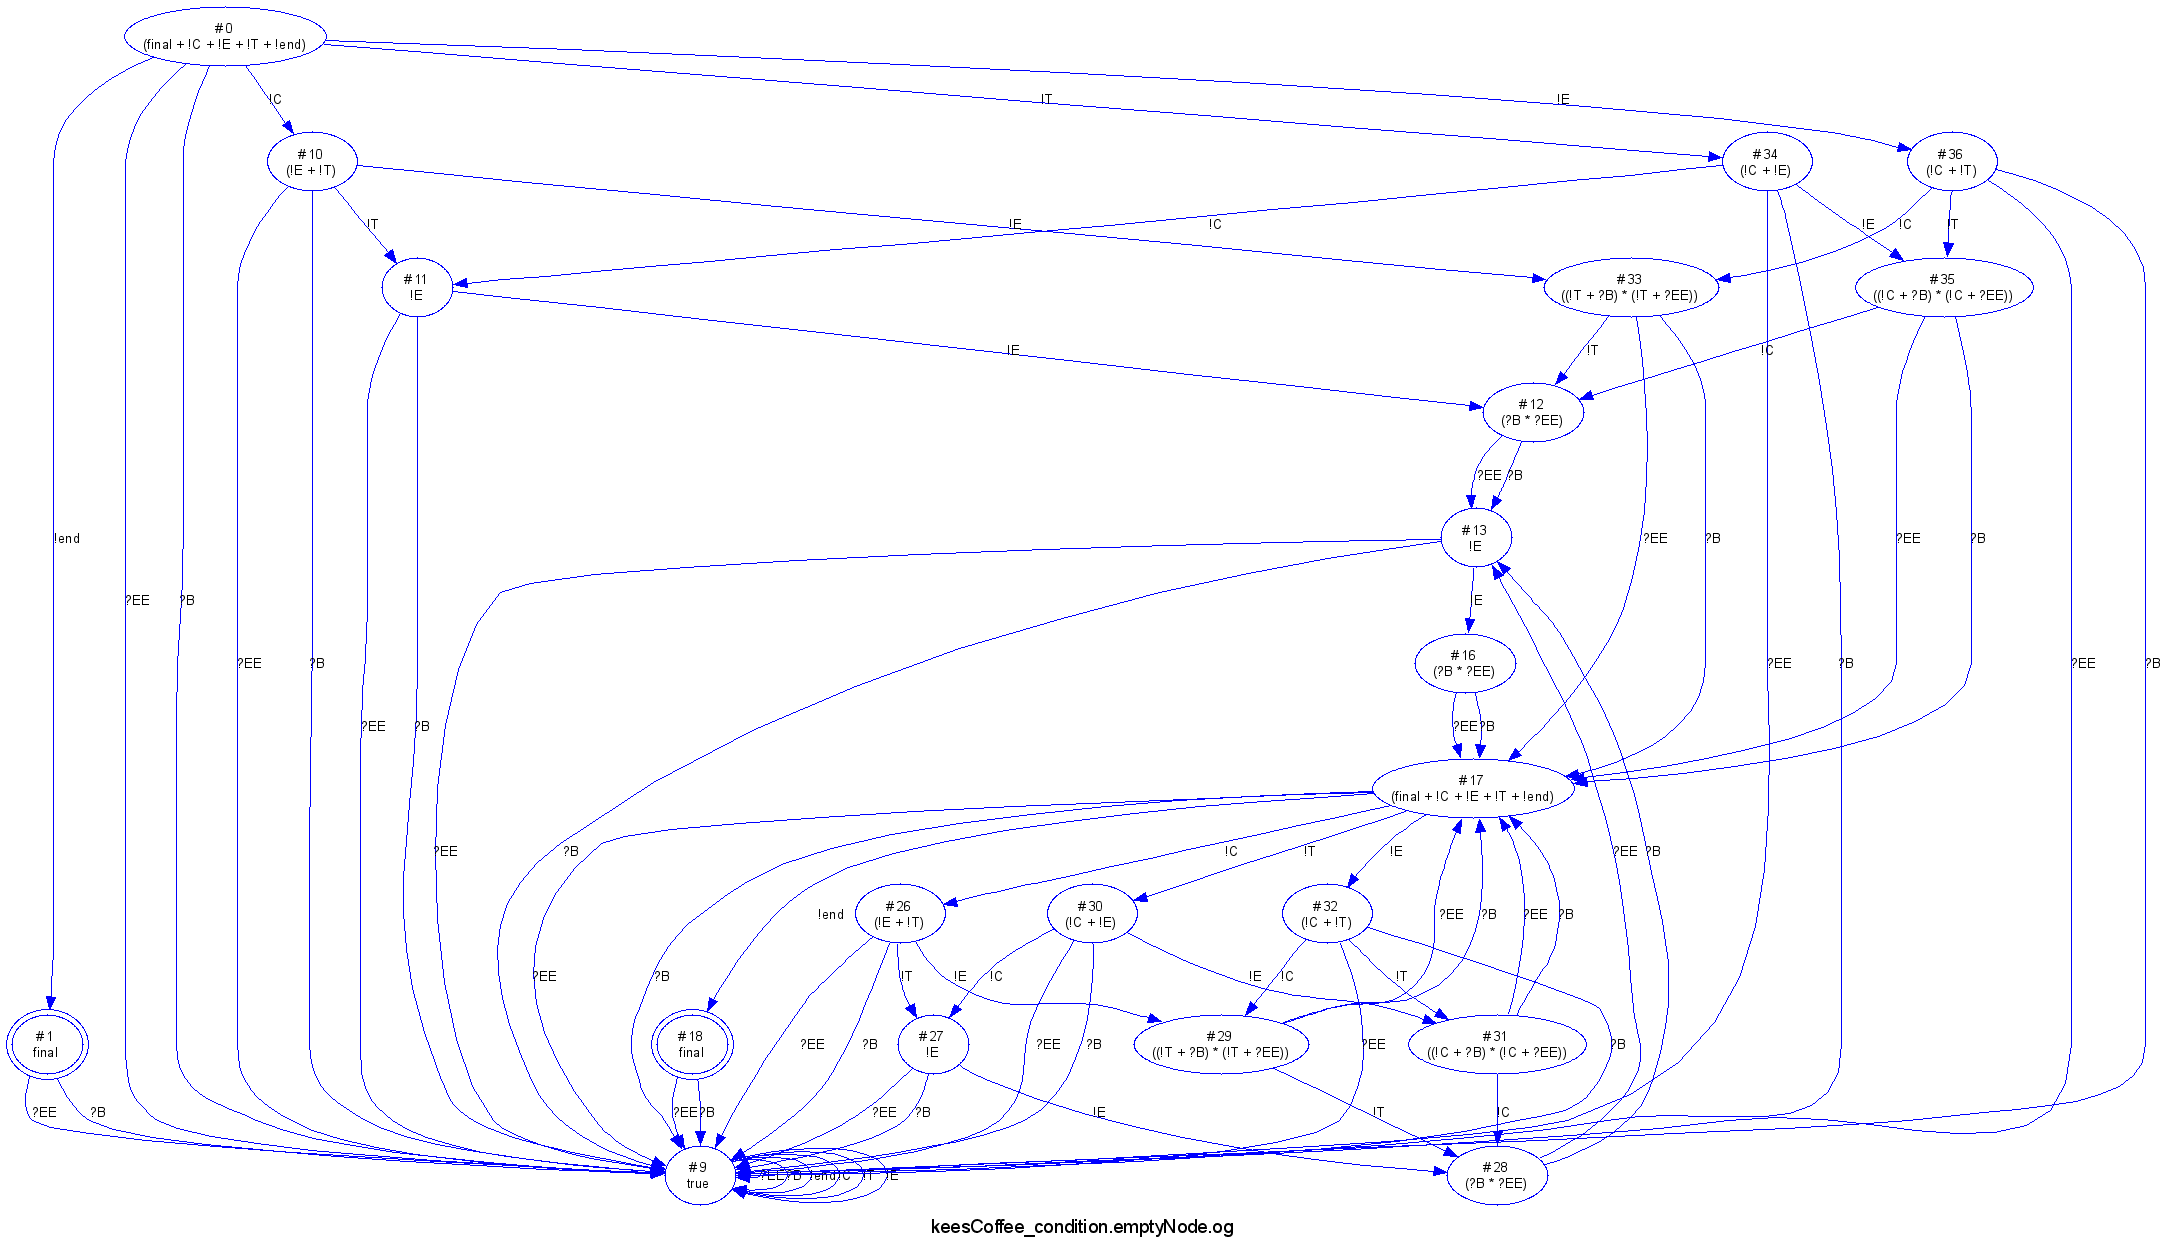 #0
(final + !C + !E + !T + !end)
!C
!T
!E
#10
(!E + !T)
#34
(!C + !E)
#36
(!C + !T)
!T
!E
!C
!E
!C
!T
#11
!E
#33
((!T + ?B) * (!T + ?EE))
#35
((!C + ?B) * (!C + ?EE))
!E
!T
!C
#12
(?B * ?EE)
?EE
?B
!end
#13
!E
?EE
?B
?EE
?B
?EE
?B
!E
#16
(?B * ?EE)
?EE
?B
?EE
?B
?EE
?B
?EE
?B
?EE
?B
#17
(final + !C + !E + !T + !end)
?EE
?B
!C
!T
!E
?EE
?B
!end
#26
(!E + !T)
#30
(!C + !E)
#32
(!C + !T)
?EE
?B
?EE
?B
?EE
?B
!T
!E
!C
!E
!C
!T
#1
final
#18
final
#27
!E
#29
((!T + ?B) * (!T + ?EE))
#31
((!C + ?B) * (!C + ?EE))
?EE
?B
?EE
?B
?EE
?B
?EE
?B
?EE
?B
?EE
?B
!E
!T
!C
#9
true
?EE
?B
!end
!C
!T
!E
#28
(?B * ?EE)
keesCoffee_condition.emptyNode.og